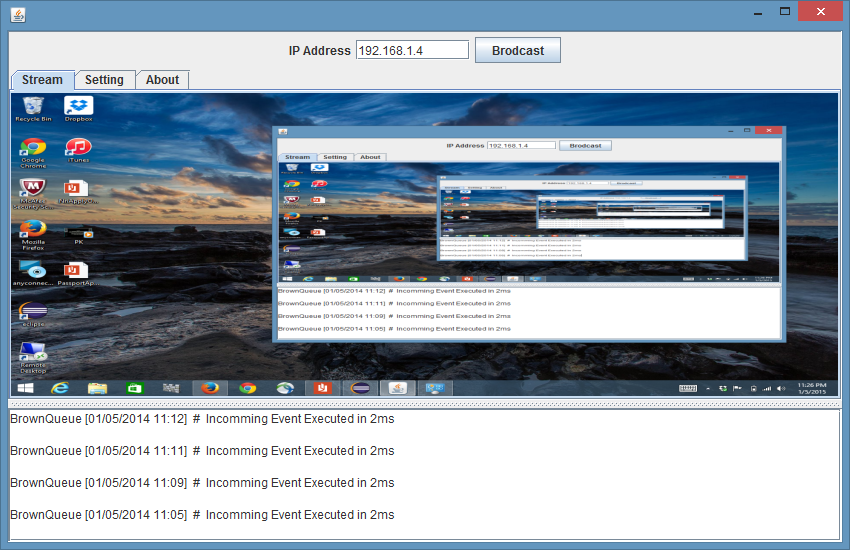 IP Address 192.168.1.4 Brodcast
Stream Setting About
Recycle Bin Dropbox
IP Address 192.168.1.4 Brodcast
Stream Setting About
Google Chrome iTunes
McAfee Security Sc...
Mozilla Firefox PK
anyconnec... PassportAp...
eclipse
Remote Desktop
BrownQueue [01/05/2014 11:12] # Incomming Event Executed in 2ms
BrownQueue [01/05/2014 11:11] # Incomming Event Executed in 2ms
BrownQueue [01/05/2014 11:09] # Incomming Event Executed in 2ms
BrownQueue [01/05/2014 11:05] # Incomming Event Executed in 2ms
11:26 PM
1/5/2015
BrownQueue [01/05/2014 11:12] # Incomming Event Executed in 2ms
BrownQueue [01/05/2014 11:11] # Incomming Event Executed in 2ms
BrownQueue [01/05/2014 11:09] # Incomming Event Executed in 2ms
BrownQueue [01/05/2014 11:05] # Incomming Event Executed in 2ms